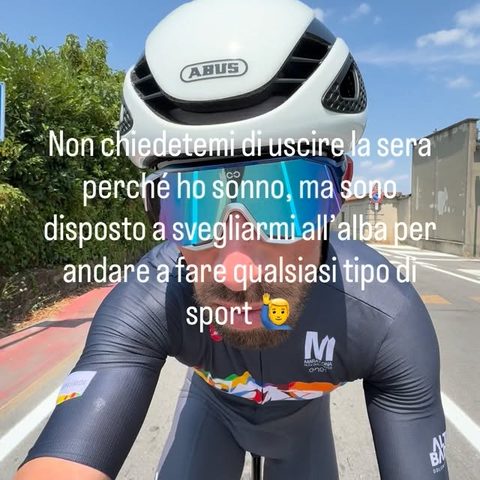 ABUS
Non chiedetemi di uscire la sera
perché ho sonno, ma sono
disposto a svegliarmi all’alba per
andare a fare qualsiasi tipo di
sport 🙋‍♂️
M
enel